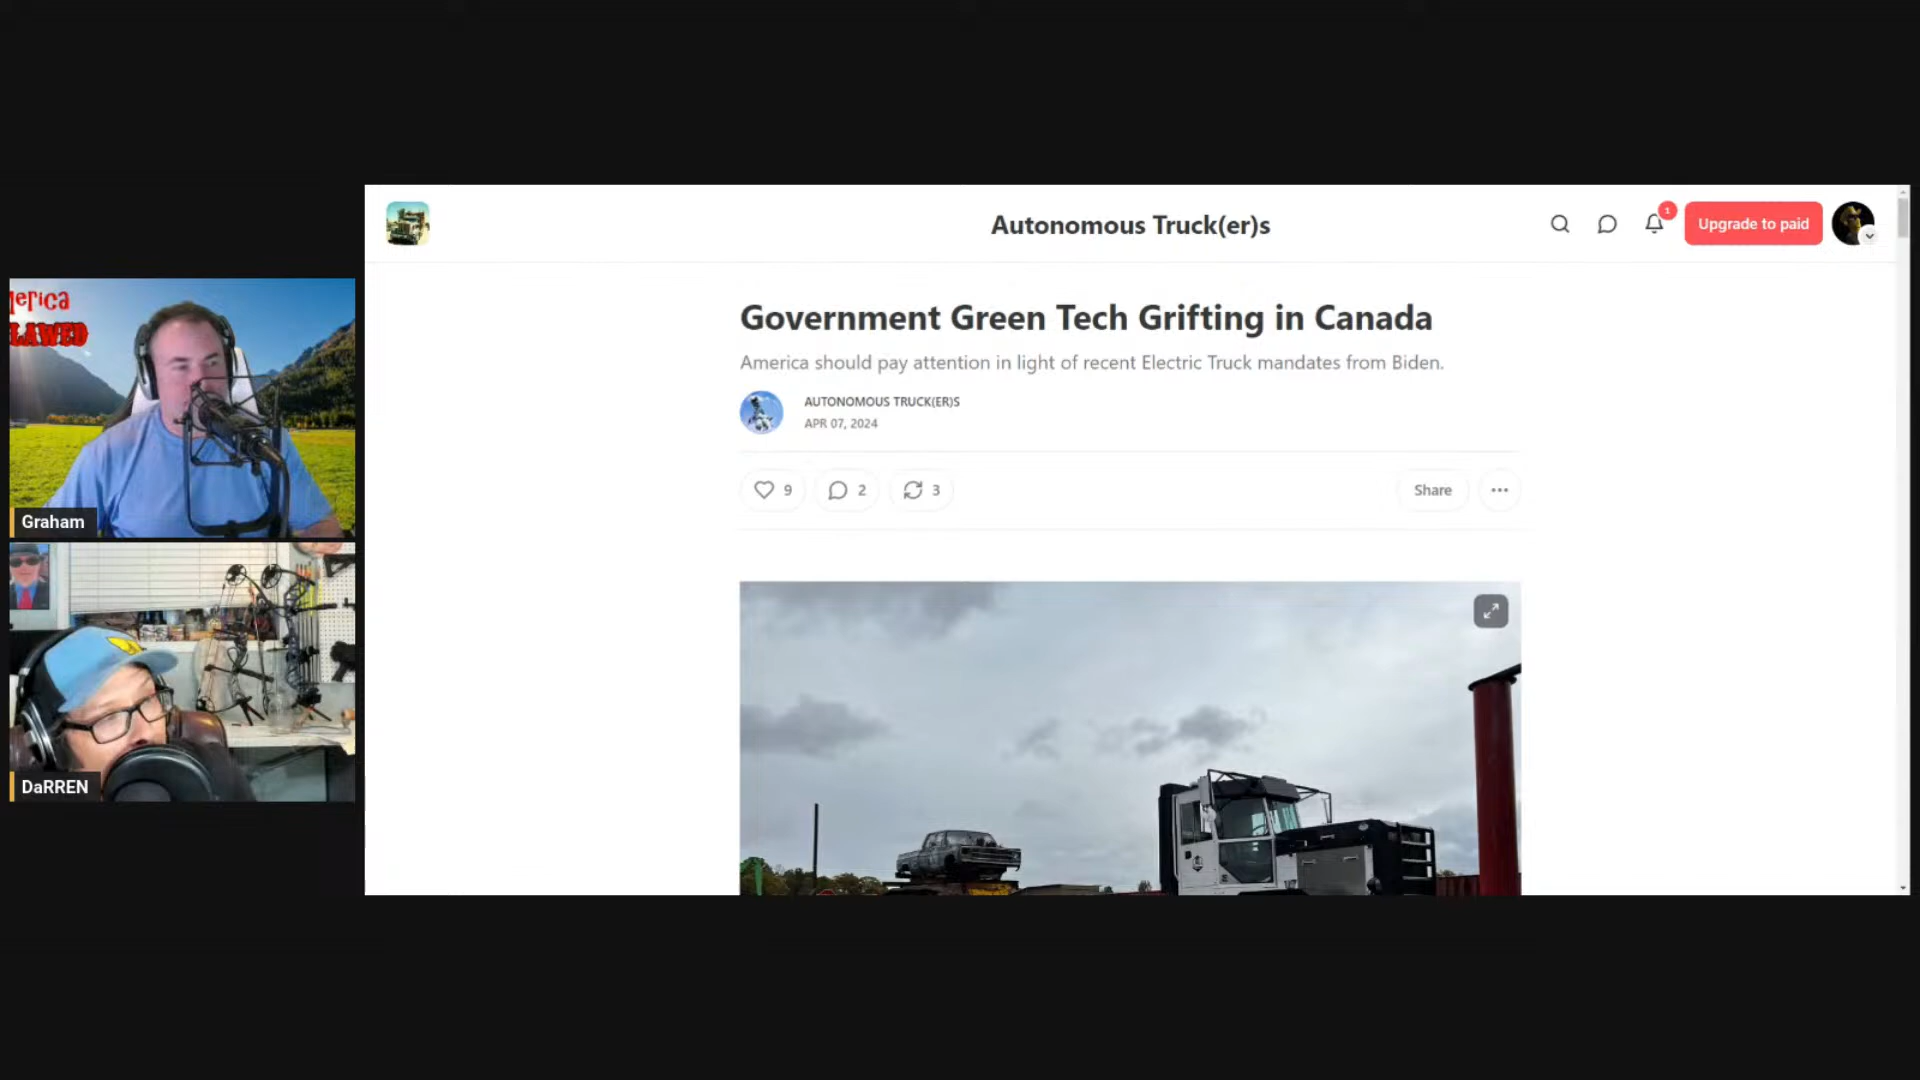 Autonomous Truck(er)s
1
Upgrade to paid
Government Green Tech Grifting in Canada
America should pay attention in light of recent Electric Truck mandates from Biden.
AUTONOMOUS TRUCK(ER)S
APR 07, 2024
9
2
3
Share
Graham
DaRREN